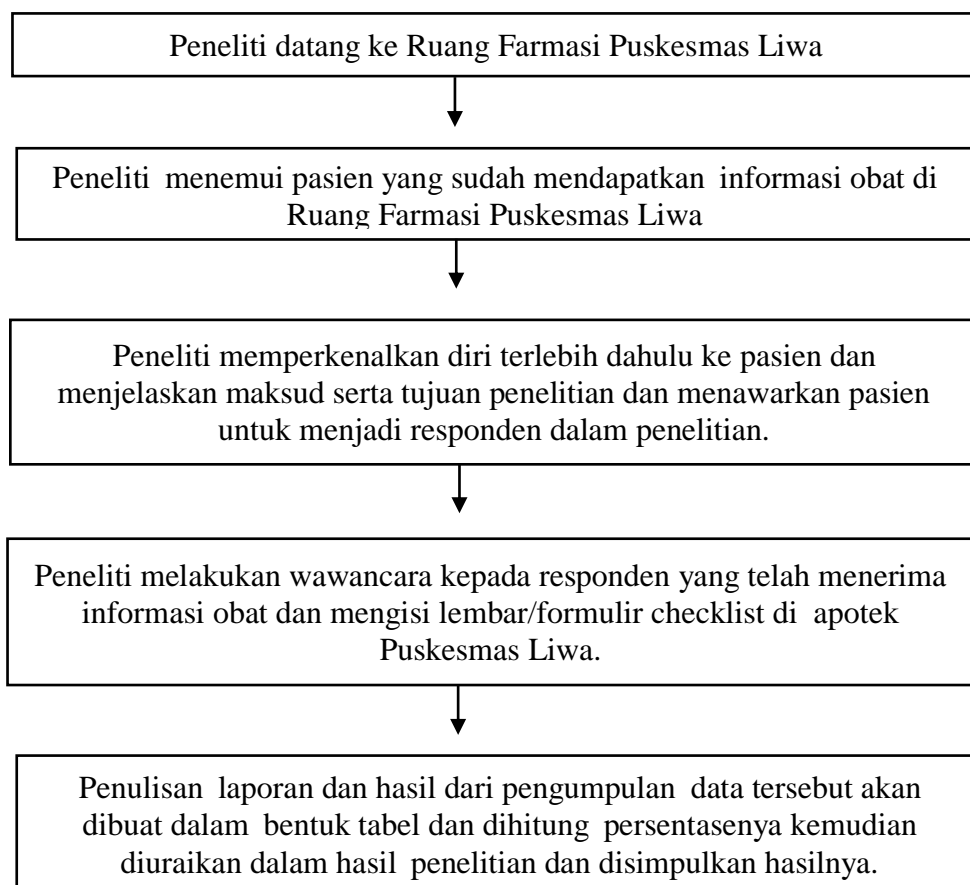 Peneliti datang ke Ruang Farmasi Puskesmas Liwa
Peneliti menemui pasien yang sudah mendapatkan informasi obat di
Ruang Farmasi Puskesmas Liwa
Peneliti memperkenalkan diri terlebih dahulu ke pasien dan
menjelaskan maksud serta tujuan penelitian dan menawarkan pasien
untuk menjadi responden dalam penelitian.
Peneliti melakukan wawancara kepada responden yang telah menerima
informasi obat dan mengisi lembar/formulir checklist di apotek
Puskesmas Liwa.
Penulisan laporan dan hasil dari pengumpulan data tersebut akan
dibuat dalam bentuk tabel dan dihitung persentasenya kemudian
diuraikan dalam hasil penelitian dan disimpulkan hasilnya.